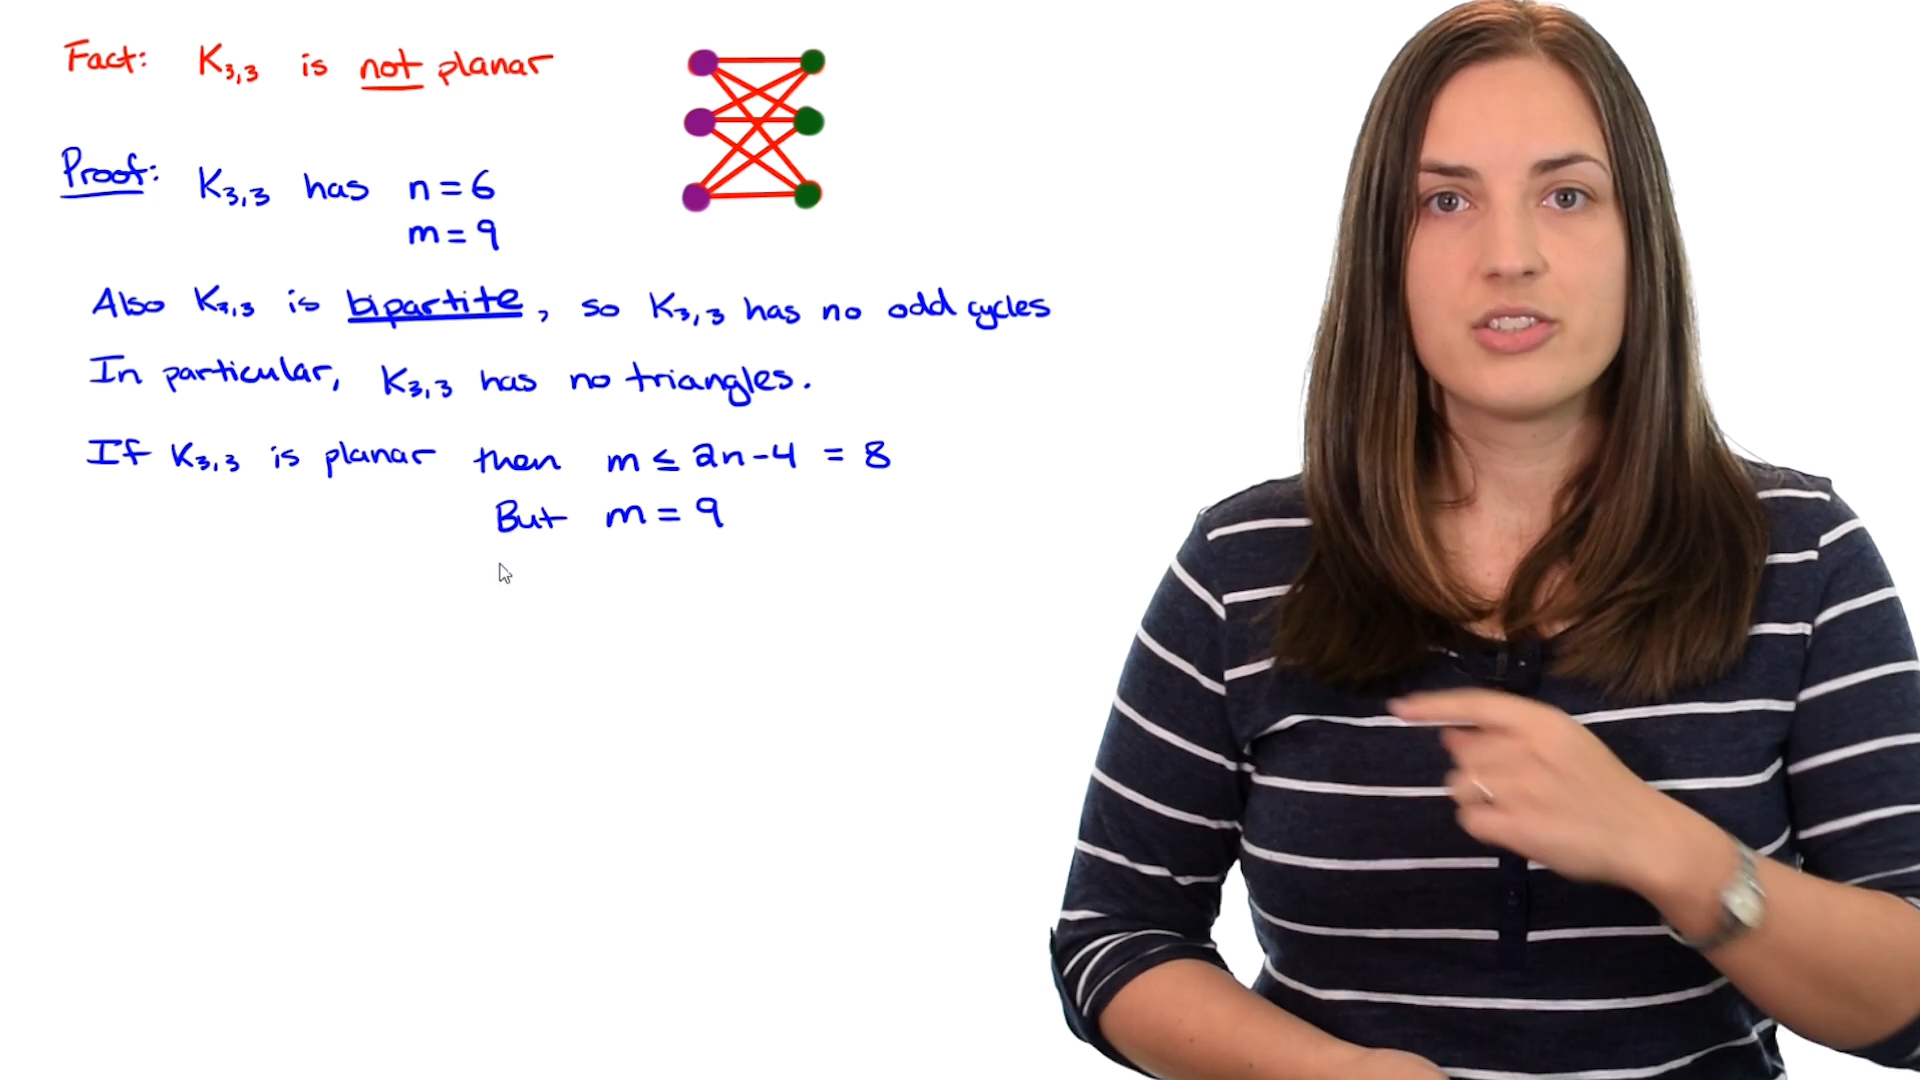 Fact: K3,3 is not planar
Proof: K3,3 has n = 6
m = 9
Also K3,3 is bipartite, so K3,3 has no odd cycles
In particular, K3,3 has no triangles.
If K3,3 is planar then m ≤ 2n-4 = 8
But m = 9